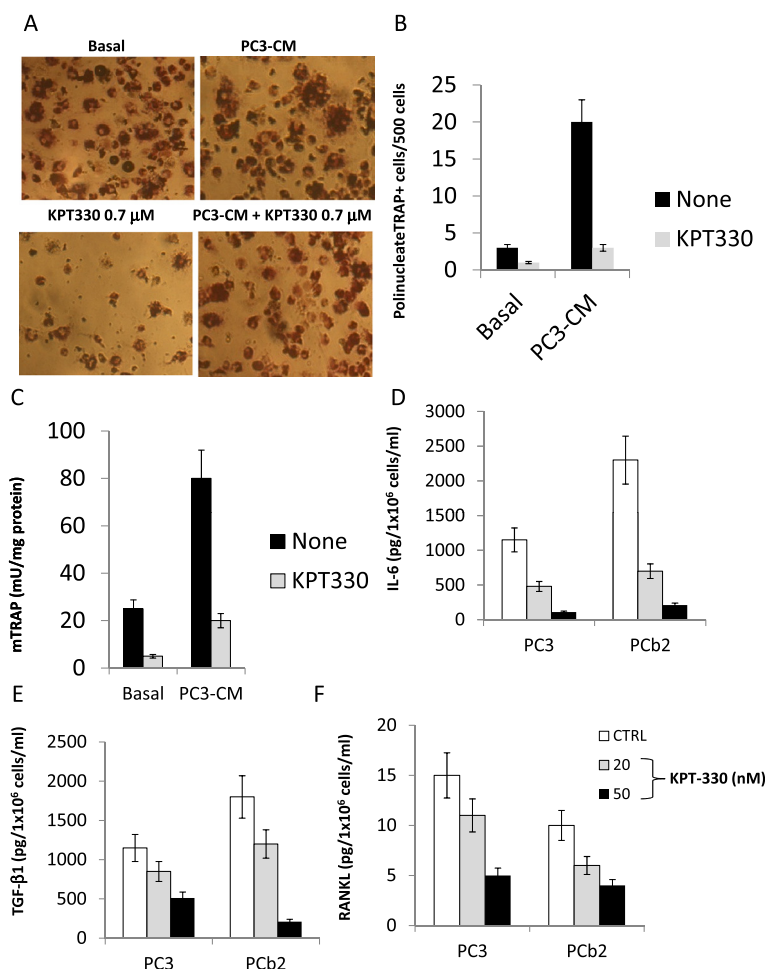 A
Basal
PC3-CM
KPT330 0.7 μM
PC3-CM + KPT330 0.7 μM
B
PolinucleateTRAP+ cells/500 cells
25
20
15
10
5
0
Basal
PC3-CM
None
KPT330
C
mTRAP (mU/mg protein)
100
80
60
40
20
0
Basal
PC3-CM
None
KPT330
D
IL-6 (pg/1x10⁶ cells/ml)
3000
2500
2000
1500
1000
500
0
PC3
PCb2
E
TGF-β1 (pg/1x10⁶ cells/ml)
2500
2000
1500
1000
500
0
PC3
PCb2
F
RANKL (pg/1x10⁶ cells/ml)
20
15
10
5
0
PC3
PCb2
CTRL
20
50
KPT-330 (nM)